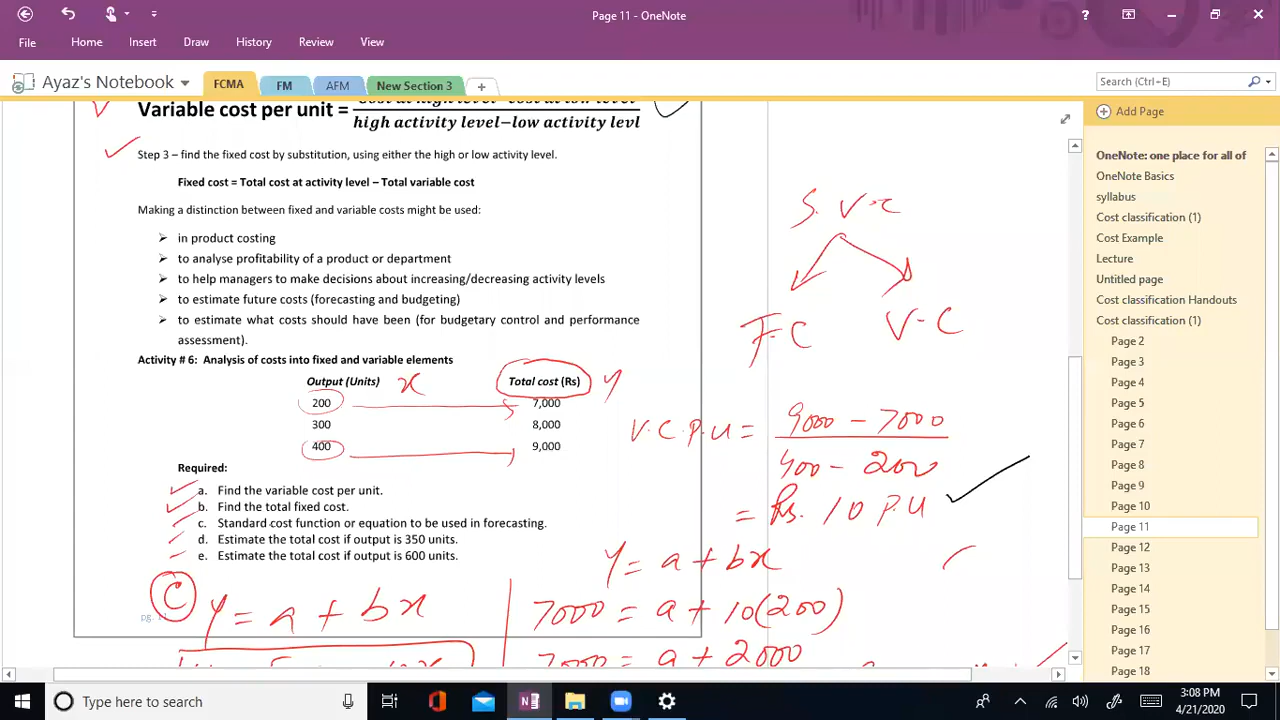 Page 11 - OneNote
File Home Insert Draw History Review View
Ayaz's Notebook FCMA FM AFM New Section 3 +
Search (Ctrl+E)
Variable cost per unit = cost at high level−cost at low level
high activity level−low activity levl
Step 3 – find the fixed cost by substitution, using either the high or low activity level.
Fixed cost = Total cost at activity level – Total variable cost
Making a distinction between fixed and variable costs might be used:
➢ in product costing
➢ to analyse profitability of a product or department
➢ to help managers to make decisions about increasing/decreasing activity levels
➢ to estimate future costs (forecasting and budgeting)
➢ to estimate what costs should have been (for budgetary control and performance
assessment).
Activity # 6: Analysis of costs into fixed and variable elements
Output (Units) x Total cost (Rs) y
200 7,000
300 8,000
400 9,000
Required:
a. Find the variable cost per unit.
b. Find the total fixed cost.
c. Standard cost function or equation to be used in forecasting.
d. Estimate the total cost if output is 350 units.
e. Estimate the total cost if output is 600 units.
pg.
S. V-C
F-C V-C
V.C.P.U = 9000 - 7000
400 - 200
= Rs. 10 P.U
y = a + bx
C y = a + bx
7000 = a + 10(200)
7000 = a + 2000
Add Page
OneNote: one place for all of
OneNote Basics
syllabus
Cost classification (1)
Cost Example
Lecture
Untitled page
Cost classification Handouts
Cost classification (1)
Page 2
Page 3
Page 4
Page 5
Page 6
Page 7
Page 8
Page 9
Page 10
Page 11
Page 12
Page 13
Page 14
Page 15
Page 16
Page 17
Page 18
Type here to search
3:08 PM
4/21/2020